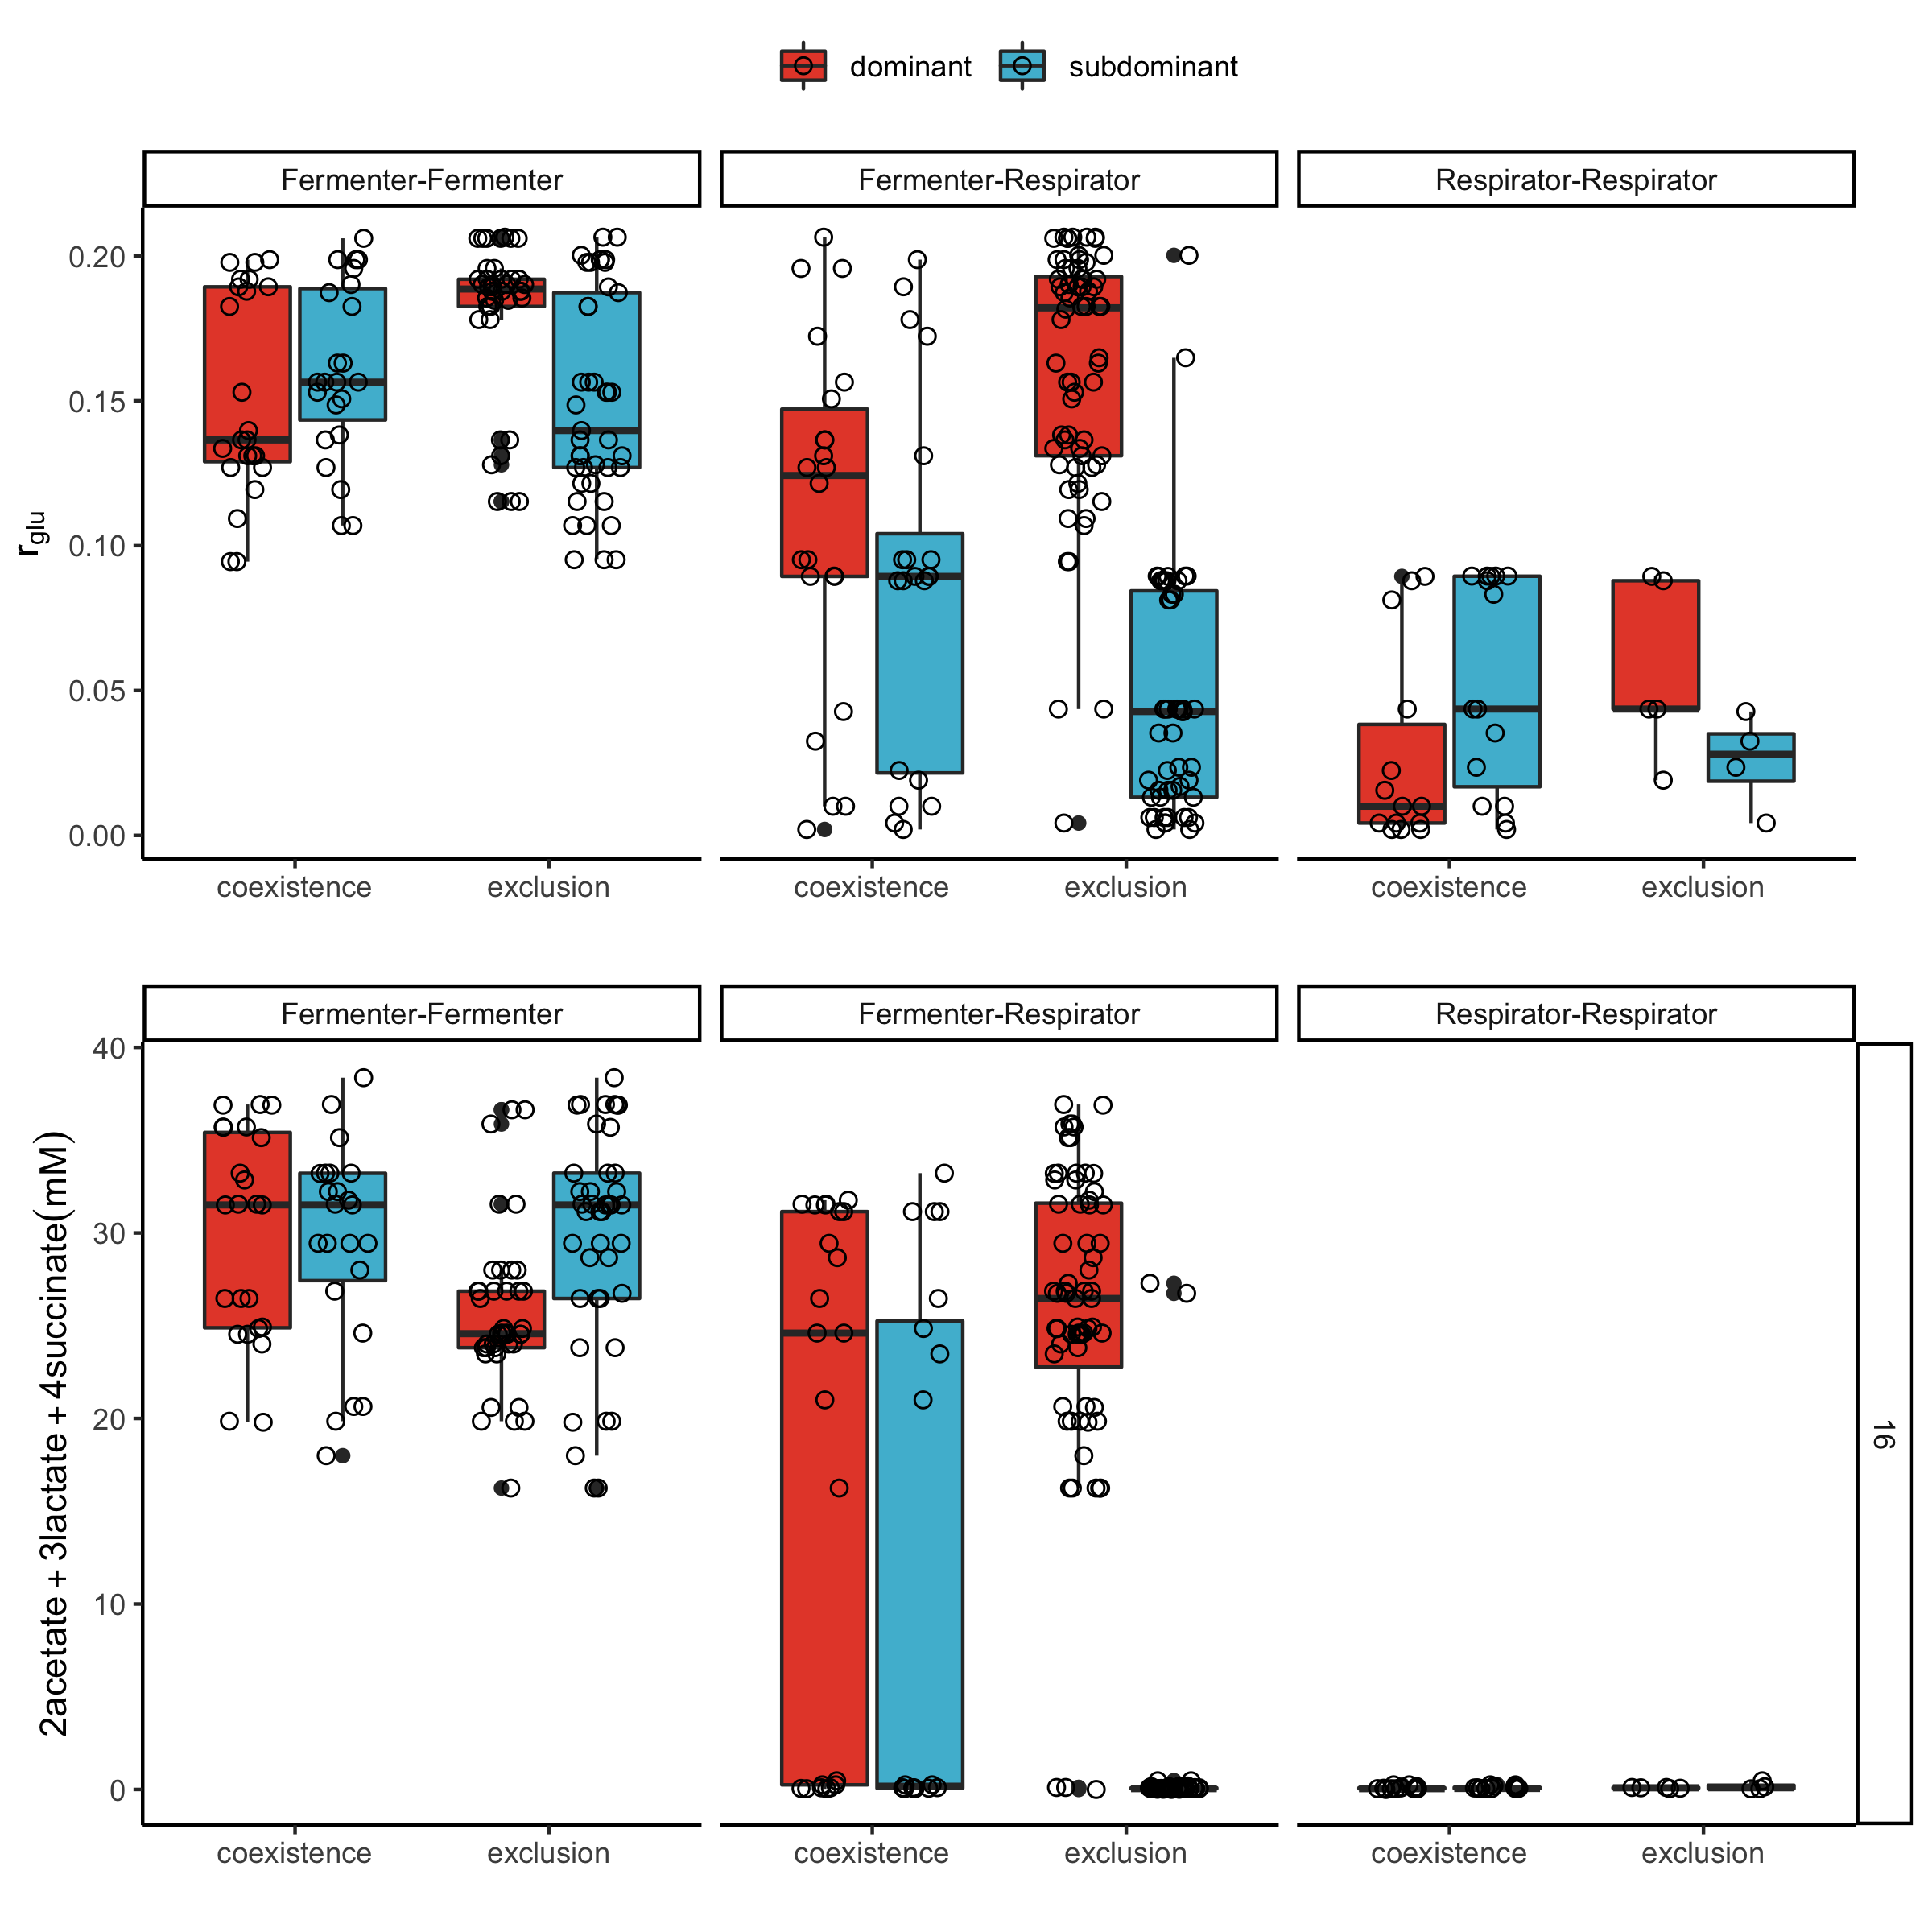 dominant subdominant
Fermenter-Fermenter Fermenter-Respirator Respirator-Respirator
0.20
0.15
0.10
0.05
0.00
rglu
coexistence exclusion coexistence exclusion coexistence exclusion
Fermenter-Fermenter Fermenter-Respirator Respirator-Respirator
40
30
20
10
0
2acetate + 3lactate + 4succinate(mM)
16
coexistence exclusion coexistence exclusion coexistence exclusion